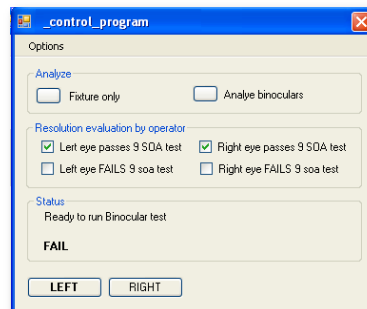 _control_program
Options
Analyze
Fixture only
Analye binoculars
Resolution evaluation by operator
Lert eye passes 9 SOA test
Right eye passes 9 SOA test
Left eye FAILS 9 soa test
Right eye FAILS 9 soa test
Status
Ready to run Binocular test
FAIL
LEFT
RIGHT